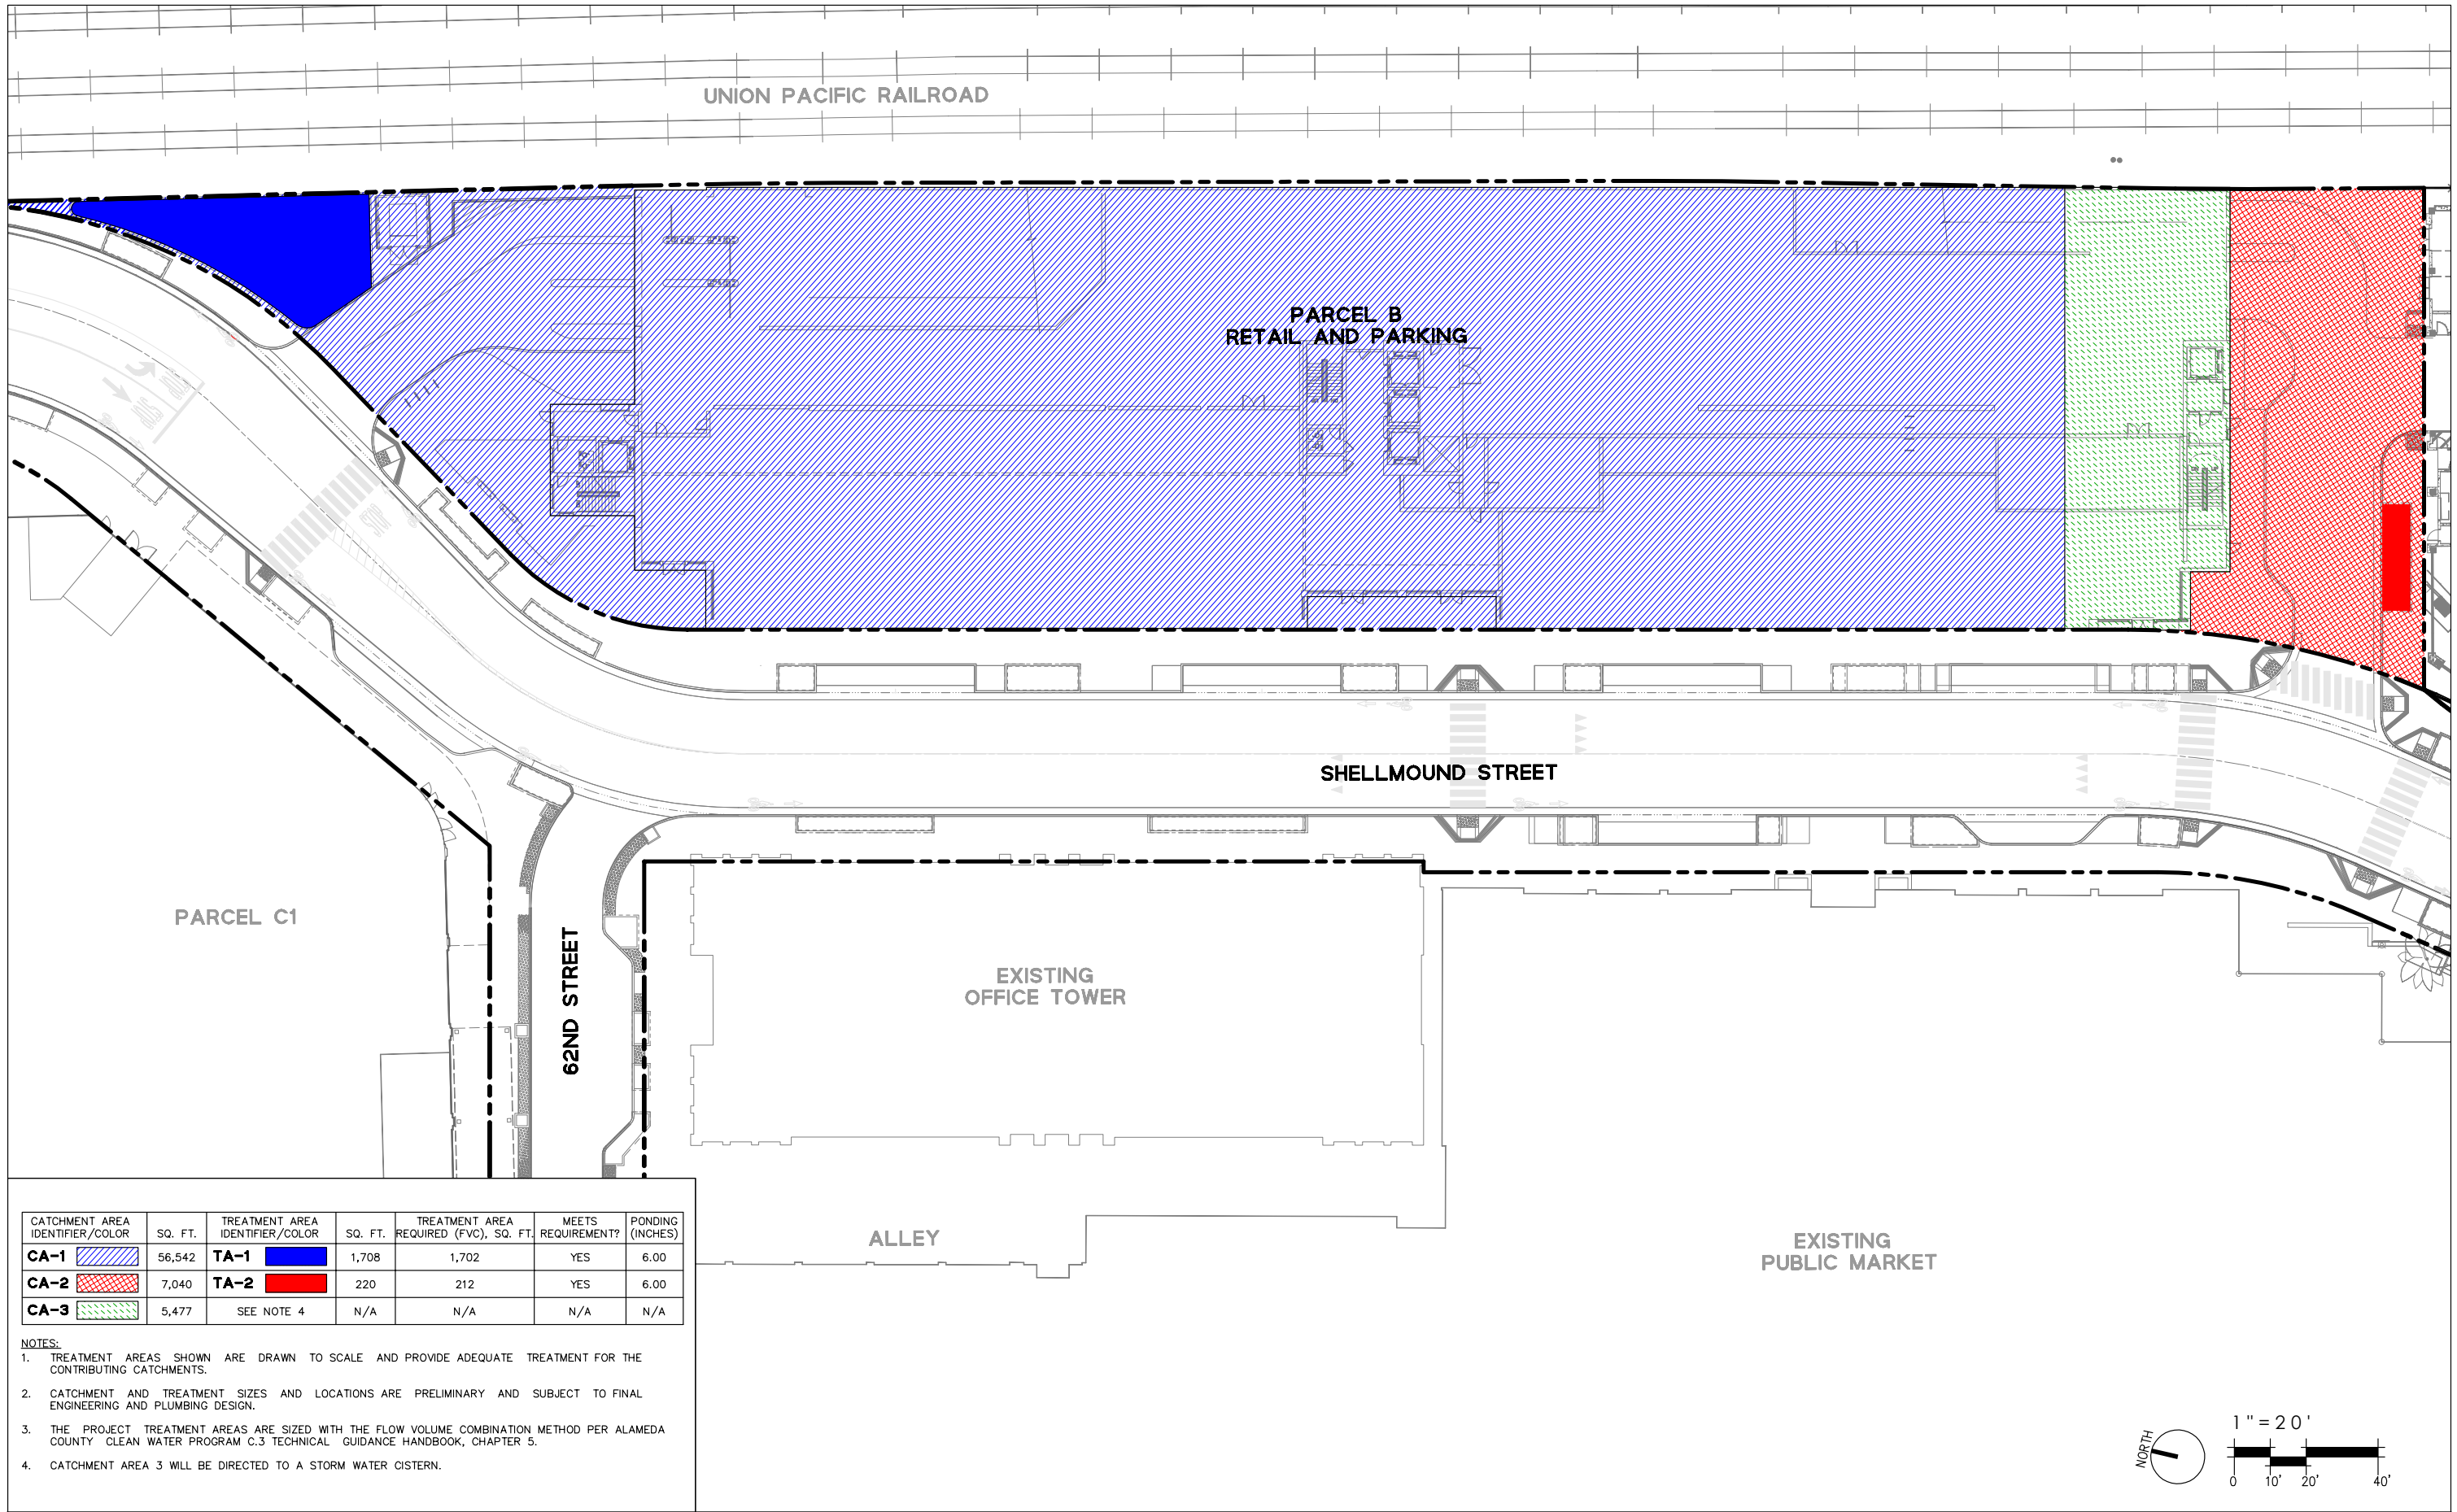 UNION PACIFIC RAILROAD
PARCEL B
RETAIL AND PARKING
SHELLMOUND STREET
PARCEL C1
62ND STREET
EXISTING
OFFICE TOWER
ALLEY
EXISTING
PUBLIC MARKET
CATCHMENT AREA IDENTIFIER/COLOR SQ. FT. TREATMENT AREA IDENTIFIER/COLOR SQ. FT. TREATMENT AREA REQUIRED (FVC), SQ. FT. MEETS REQUIREMENT? PONDING (INCHES)
CA-1 56,542 TA-1 1,708 1,702 YES 6.00
CA-2 7,040 TA-2 220 212 YES 6.00
CA-3 5,477 SEE NOTE 4 N/A N/A N/A N/A
NOTES:
1. TREATMENT AREAS SHOWN ARE DRAWN TO SCALE AND PROVIDE ADEQUATE TREATMENT FOR THE
CONTRIBUTING CATCHMENTS.
2. CATCHMENT AND TREATMENT SIZES AND LOCATIONS ARE PRELIMINARY AND SUBJECT TO FINAL
ENGINEERING AND PLUMBING DESIGN.
3. THE PROJECT TREATMENT AREAS ARE SIZED WITH THE FLOW VOLUME COMBINATION METHOD PER ALAMEDA
COUNTY CLEAN WATER PROGRAM C.3 TECHNICAL GUIDANCE HANDBOOK, CHAPTER 5.
4. CATCHMENT AREA 3 WILL BE DIRECTED TO A STORM WATER CISTERN.
NORTH
1"=20'
0 10' 20' 40'